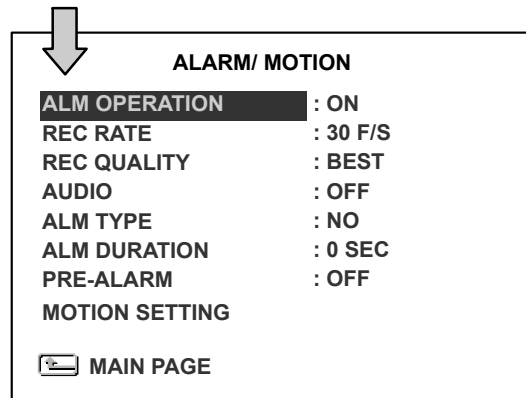 ALARM/ MOTION
ALM OPERATION : ON
REC RATE : 30 F/S
REC QUALITY : BEST
AUDIO : OFF
ALM TYPE : NO
ALM DURATION : 0 SEC
PRE-ALARM : OFF
MOTION SETTING
MAIN PAGE